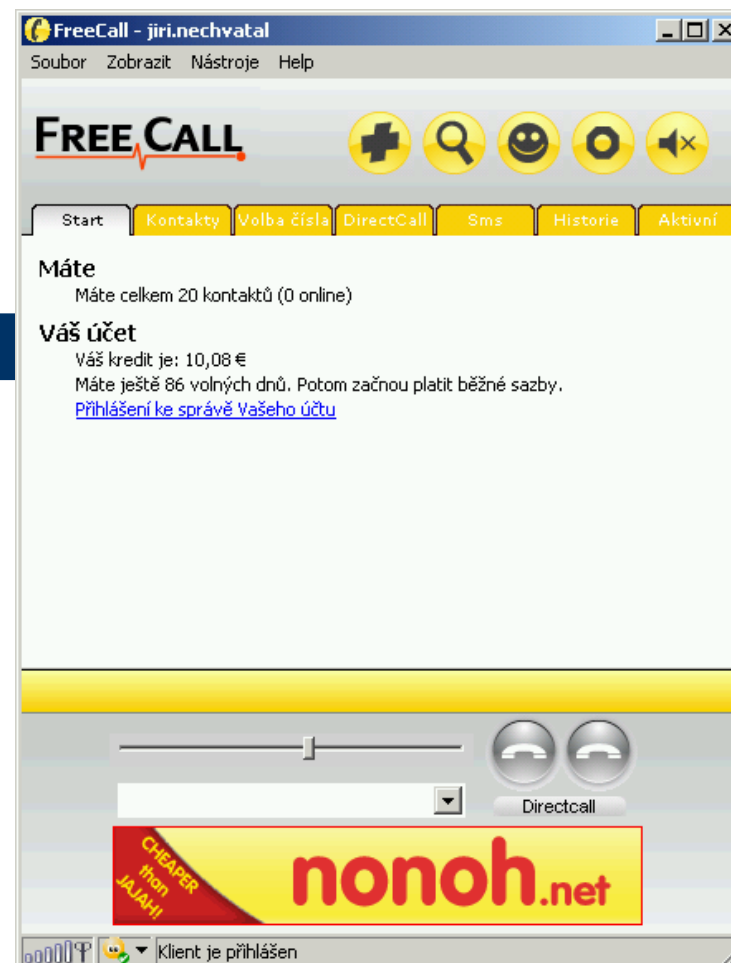 FreeCall - jiri.nechvatal
Soubor Zobrazit Nástroje Help
FREE CALL
Start Kontakty Volba čísla DirectCall Sms Historie Aktivní
Máte
Máte celkem 20 kontaktů (0 online)
Váš účet
Váš kredit je: 10,08 €
Máte ještě 86 volných dnů. Potom začnou platit běžné sazby.
Přihlášení ke správě Vašeho účtu
Directcall
CHEAPER
than
JAJAH!
nonoh.net
Klient je přihlášen